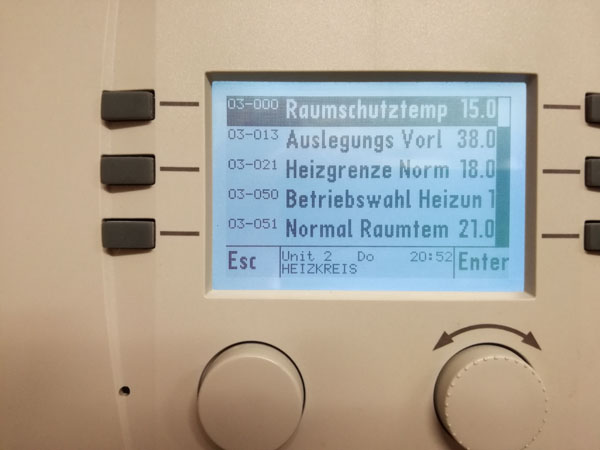 03-000 Raumschutztemp 15.0
03-013 Auslegungs Vorl 38.0
03-021 Heizgrenze Norm 18.0
03-050 Betriebswahl Heizun 1
03-051 Normal Raumtem 21.0
Esc Unit 2 Do 20:52 Enter
HEIZKREIS